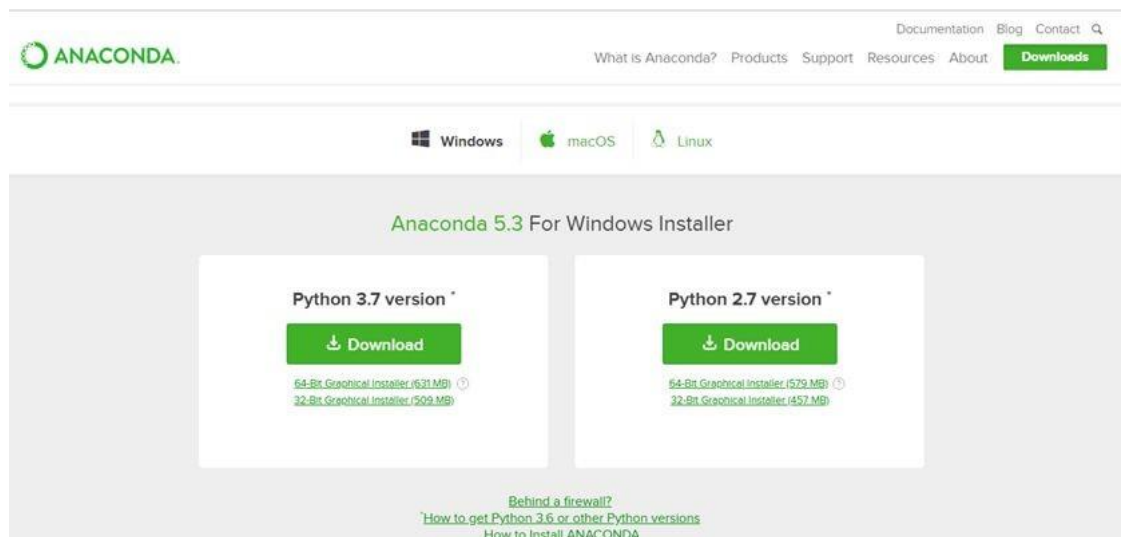 Documentation Blog Contact
ANACONDA.
What is Anaconda? Products Support Resources About Downloads
Windows macOS Linux
Anaconda 5.3 For Windows Installer
Python 3.7 version *
Download
64-Bit Graphical Installer (631 MB) ?
32-Bit Graphical Installer (509 MB)
Python 2.7 version *
Download
64-Bit Graphical Installer (579 MB) ?
32-Bit Graphical Installer (457 MB)
Behind a firewall?
*How to get Python 3.6 or other Python versions
How to Install ANACONDA